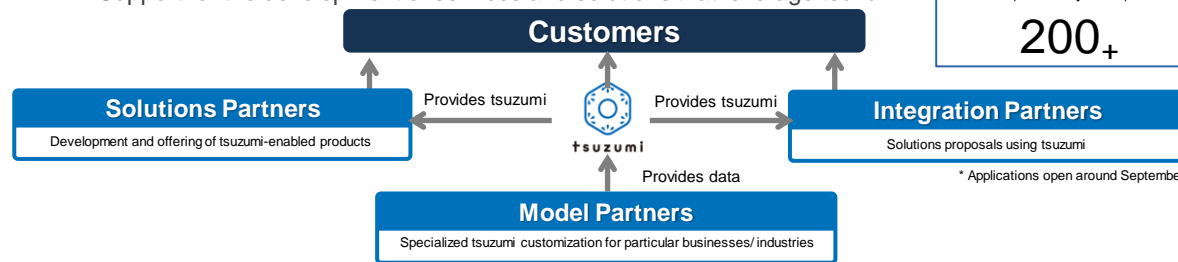 Customers
200+
Solutions Partners
Development and offering of tsuzumi-enabled products
Provides tsuzumi
Provides tsuzumi
tsuzumi
Integration Partners
Solutions proposals using tsuzumi
* Applications open around Septembe
Provides data
Model Partners
Specialized tsuzumi customization for particular businesses/ industries